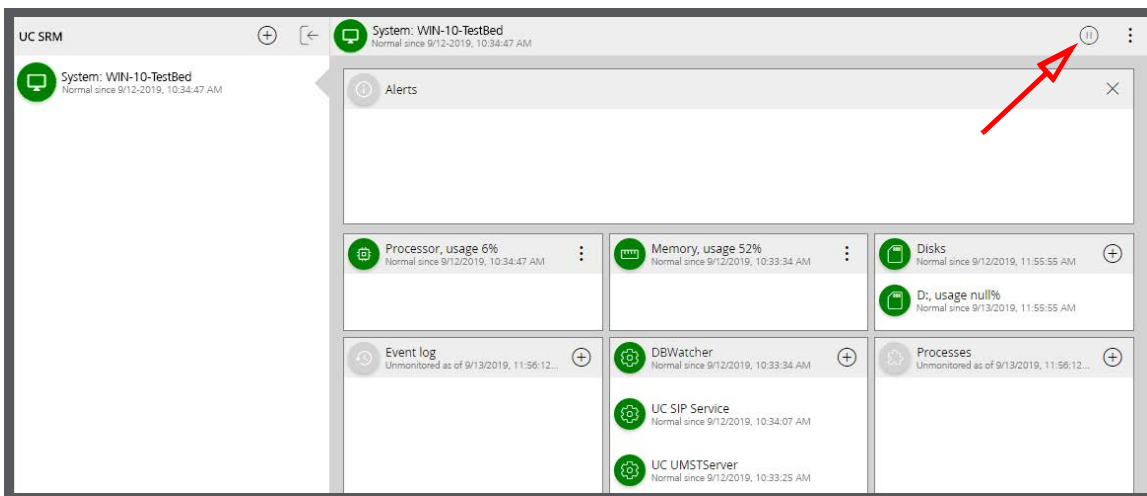 UC SRM
System: WIN-10-TestBed
Normal since 9/12-2019, 10:34:47 AM
System: WIN-10-TestBed
Normal since 9/12-2019, 10:34:47 AM
Alerts
Processor, usage 6%
Normal since 9/12/2019, 10:34:47 AM
Memory, usage 52%
Normal since 9/12/2019, 10:33:34 AM
Disks
Normal since 9/12/2019, 11:55:55 AM
D:, usage null%
Normal since 9/13/2019, 11:55:55 AM
Event log
Unmonitored as of 9/13/2019, 11:56:12...
DBWatcher
Normal since 9/12/2019, 10:33:34 AM
UC SIP Service
Normal since 9/12/2019, 10:34:07 AM
UC UMSTServer
Normal since 9/12/2019, 10:33:25 AM
Processes
Unmonitored as of 9/13/2019, 11:56:12...